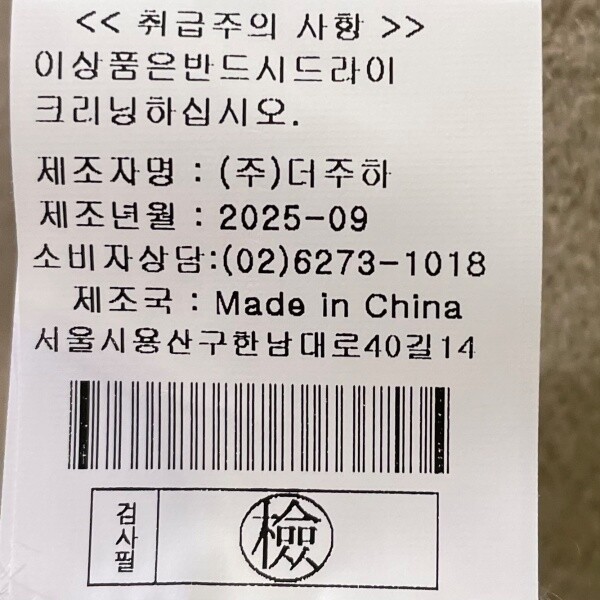 << 취급주의 사항 >>
이상품은반드시드라이
크리닝하십시오.
제조자명 : (주)더주하
제조년월 : 2025-09
소비자상담:(02)6273-1018
제조국 : Made in China
서울시용산구한남대로40길14
검사필
檢